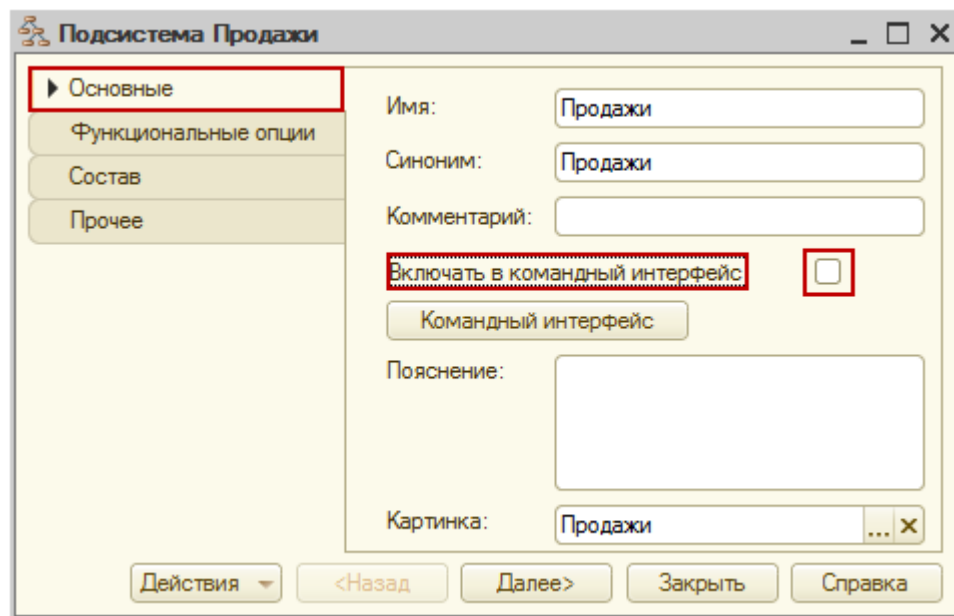 Подсистема Продажи
Основные
Функциональные опции
Состав
Прочее
Имя: Продажи
Синоним: Продажи
Комментарий:
Включать в командный интерфейс
Командный интерфейс
Пояснение:
Картинка: Продажи ...
Действия <Назад Далее> Закрыть Справка